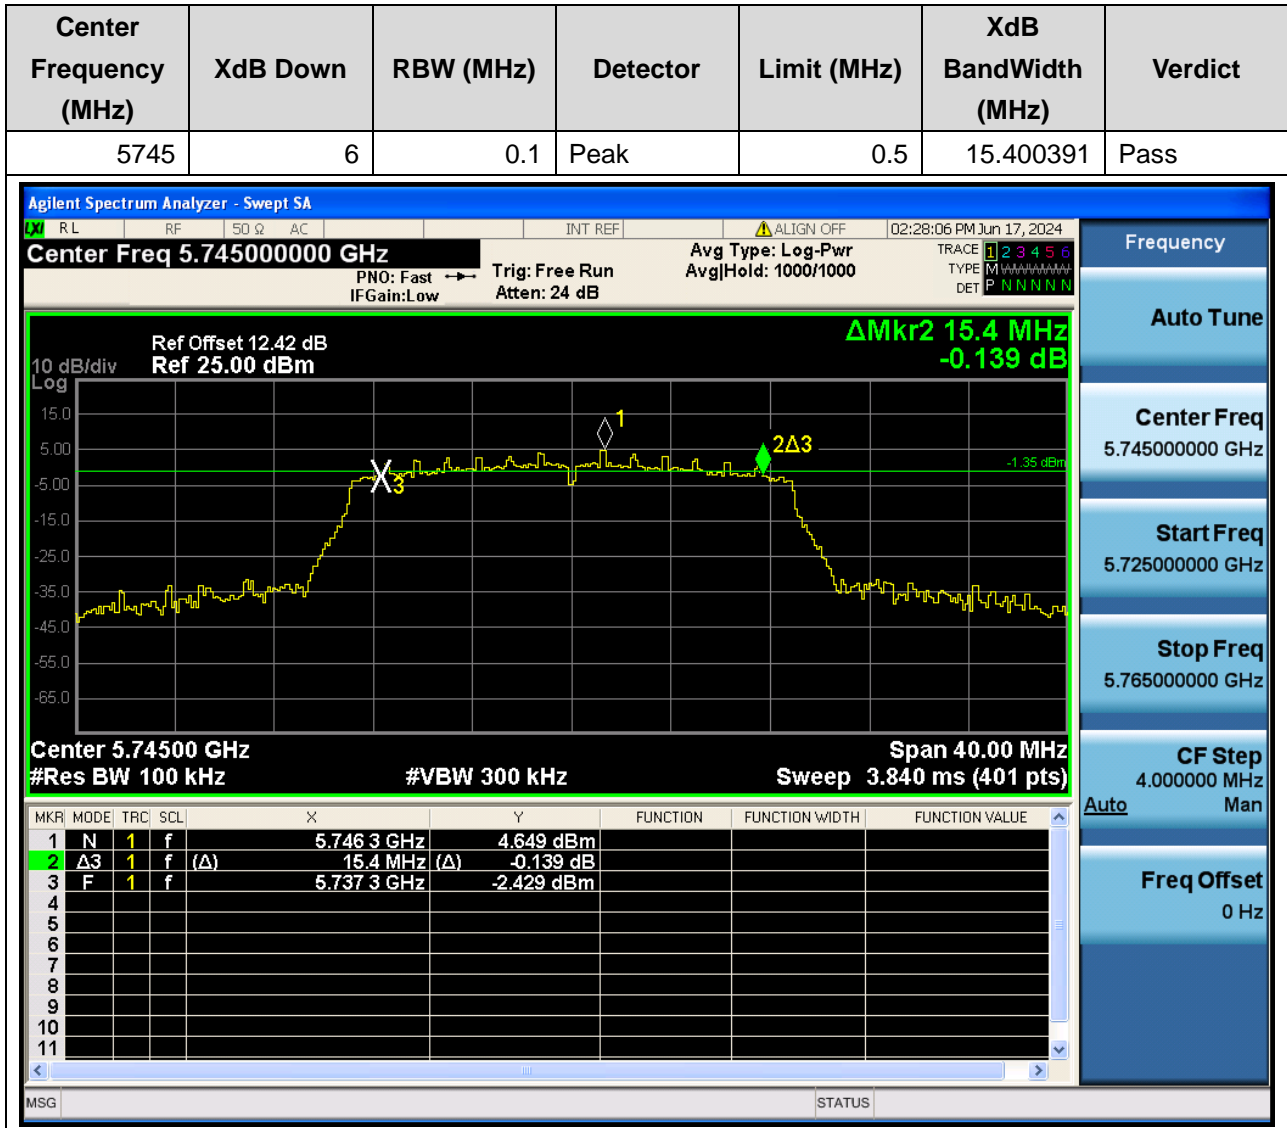 Center Frequency (MHz) XdB Down RBW (MHz) Detector Limit (MHz) XdB BandWidth (MHz) Verdict
5745 6 0.1 Peak 0.5 15.400391 Pass
Agilent Spectrum Analyzer - Swept SA
LXI RL RF 50 Ω AC INT REF ALIGN OFF 02:28:06 PM Jun 17, 2024
Center Freq 5.745000000 GHz
PNO: Fast
IFGain:Low
Trig: Free Run
Atten: 24 dB
Avg Type: Log-Pwr
Avg|Hold: 1000/1000
TRACE 1 2 3 4 5 6
TYPE M
DET P N N N N N
ΔMkr2 15.4 MHz
-0.139 dB
Ref Offset 12.42 dB
10 dB/div Ref 25.00 dBm
Log
15.0
5.00
-5.00
-15.0
-25.0
-35.0
-45.0
-55.0
-65.0
1
2Δ3
3
-1.35 dBm
Center 5.74500 GHz Span 40.00 MHz
#Res BW 100 kHz #VBW 300 kHz Sweep 3.840 ms (401 pts)
MKR MODE TRC SCL X Y FUNCTION FUNCTION WIDTH FUNCTION VALUE
1 N 1 f 5.746 3 GHz 4.649 dBm
2 Δ3 1 f (Δ) 15.4 MHz (Δ) -0.139 dB
3 F 1 f 5.737 3 GHz -2.429 dBm
4
5
6
7
8
9
10
11
MSG STATUS
Frequency
Auto Tune
Center Freq
5.745000000 GHz
Start Freq
5.725000000 GHz
Stop Freq
5.765000000 GHz
CF Step
4.000000 MHz
Auto Man
Freq Offset
0 Hz